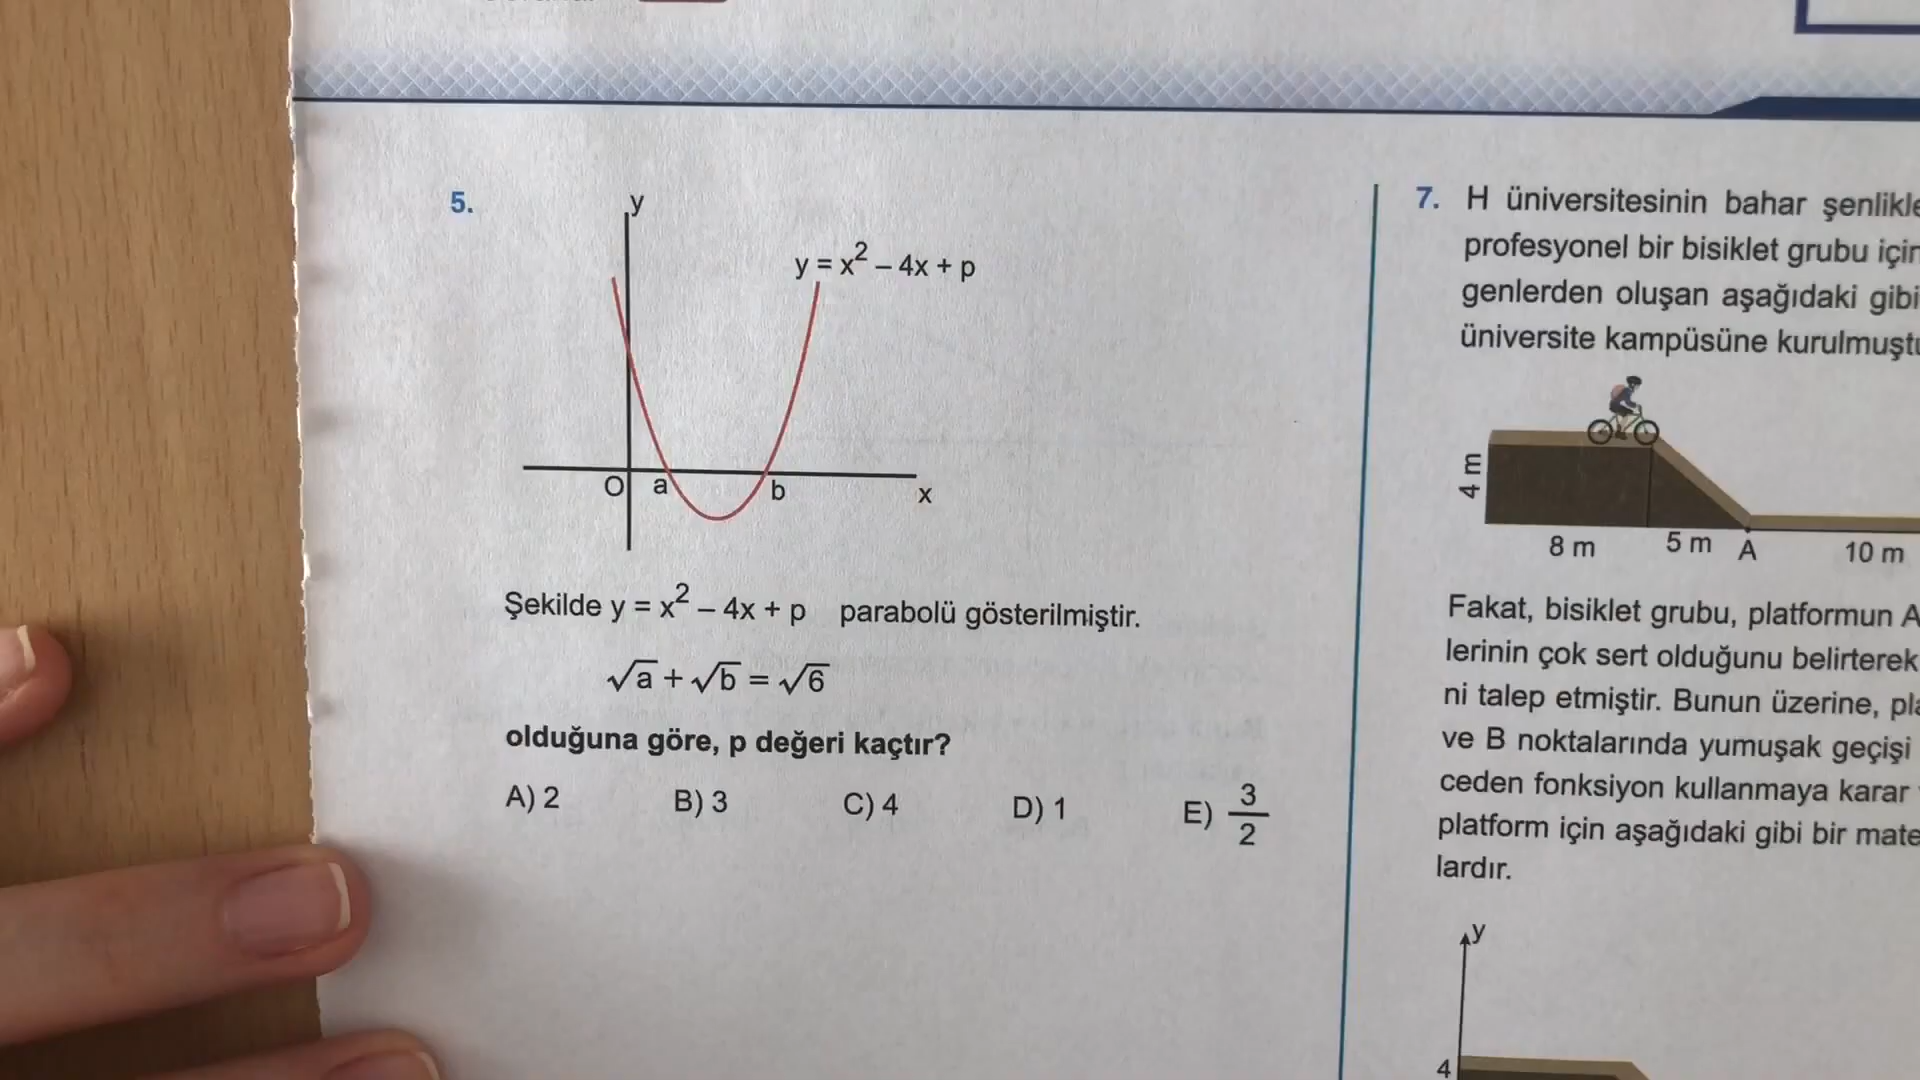 5.
y
y = x² – 4x + p
O
a
b
x
Şekilde y = x² – 4x + p parabolü gösterilmiştir.
√a + √b = √6
olduğuna göre, p değeri kaçtır?
A) 2 B) 3 C) 4 D) 1 E) 3/2
7. H üniversitesinin bahar şenlikle
profesyonel bir bisiklet grubu için
genlerden oluşan aşağıdaki gibi
üniversite kampüsüne kurulmuştu
4 m
8 m
5 m
A
10 m
Fakat, bisiklet grubu, platformun A
lerinin çok sert olduğunu belirterek
ni talep etmiştir. Bunun üzerine, pla
ve B noktalarında yumuşak geçişi
ceden fonksiyon kullanmaya karar
platform için aşağıdaki gibi bir mate
lardır.
y
4